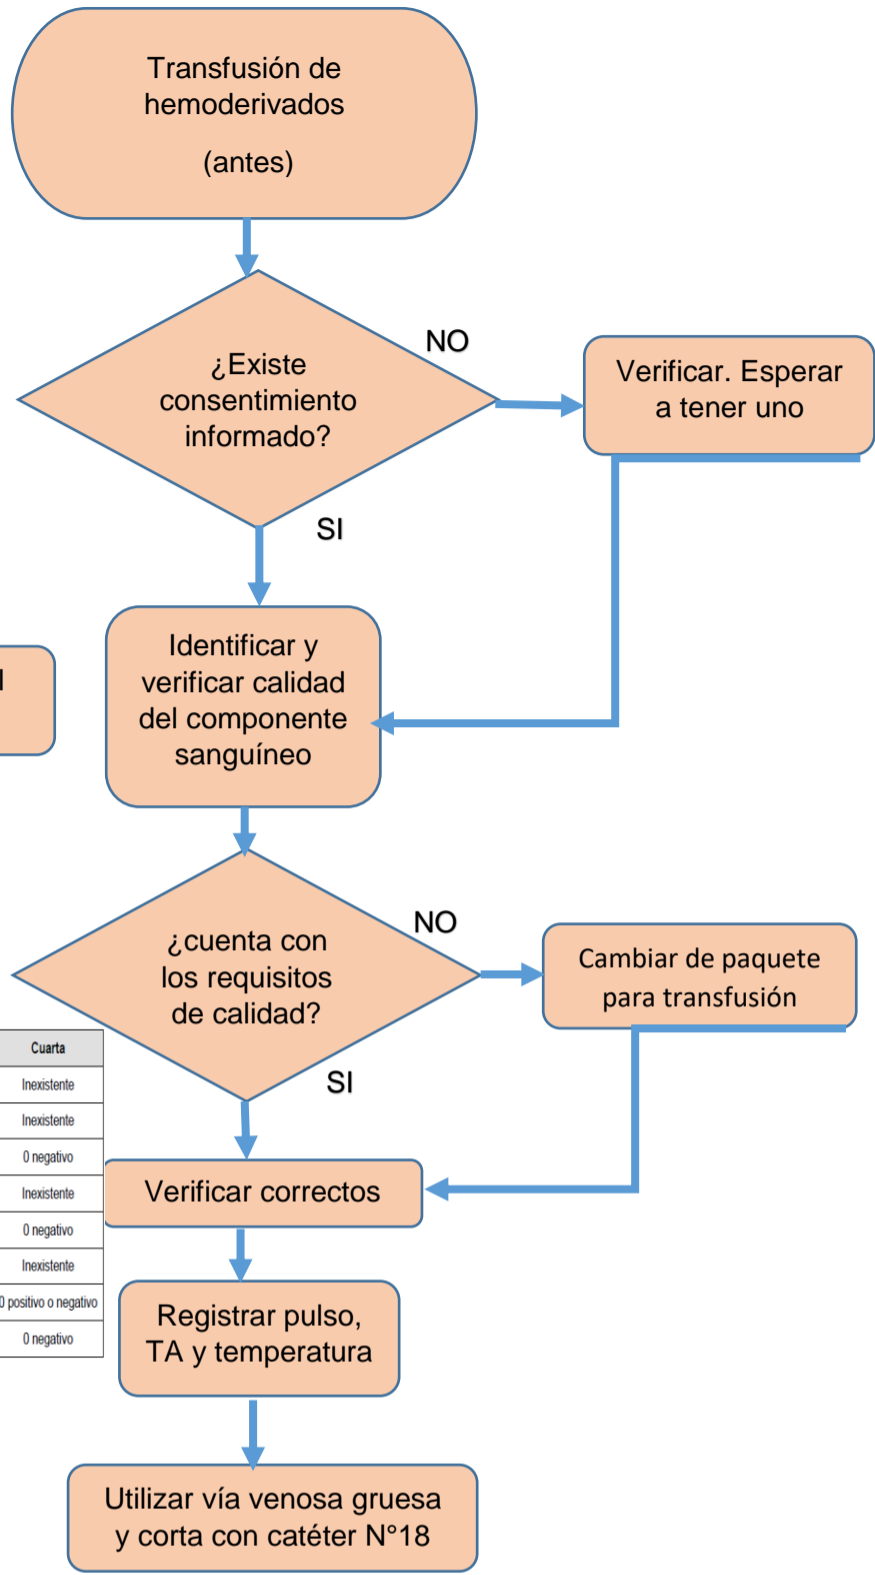 Transfusión de
hemoderivados
(antes)
¿Existe
consentimiento
informado?
NO
Verificar. Esperar
a tener uno
SI
Identificar y
verificar calidad
del componente
sanguíneo
¿cuenta con
los requisitos
de calidad?
NO
Cambiar de paquete
para transfusión
SI
Cuarta
Inexistente
Inexistente
0 negativo
Inexistente
0 negativo
Inexistente
0 positivo o negativo
0 negativo
Verificar correctos
Registrar pulso,
TA y temperatura
Utilizar vía venosa gruesa
y corta con catéter N°18